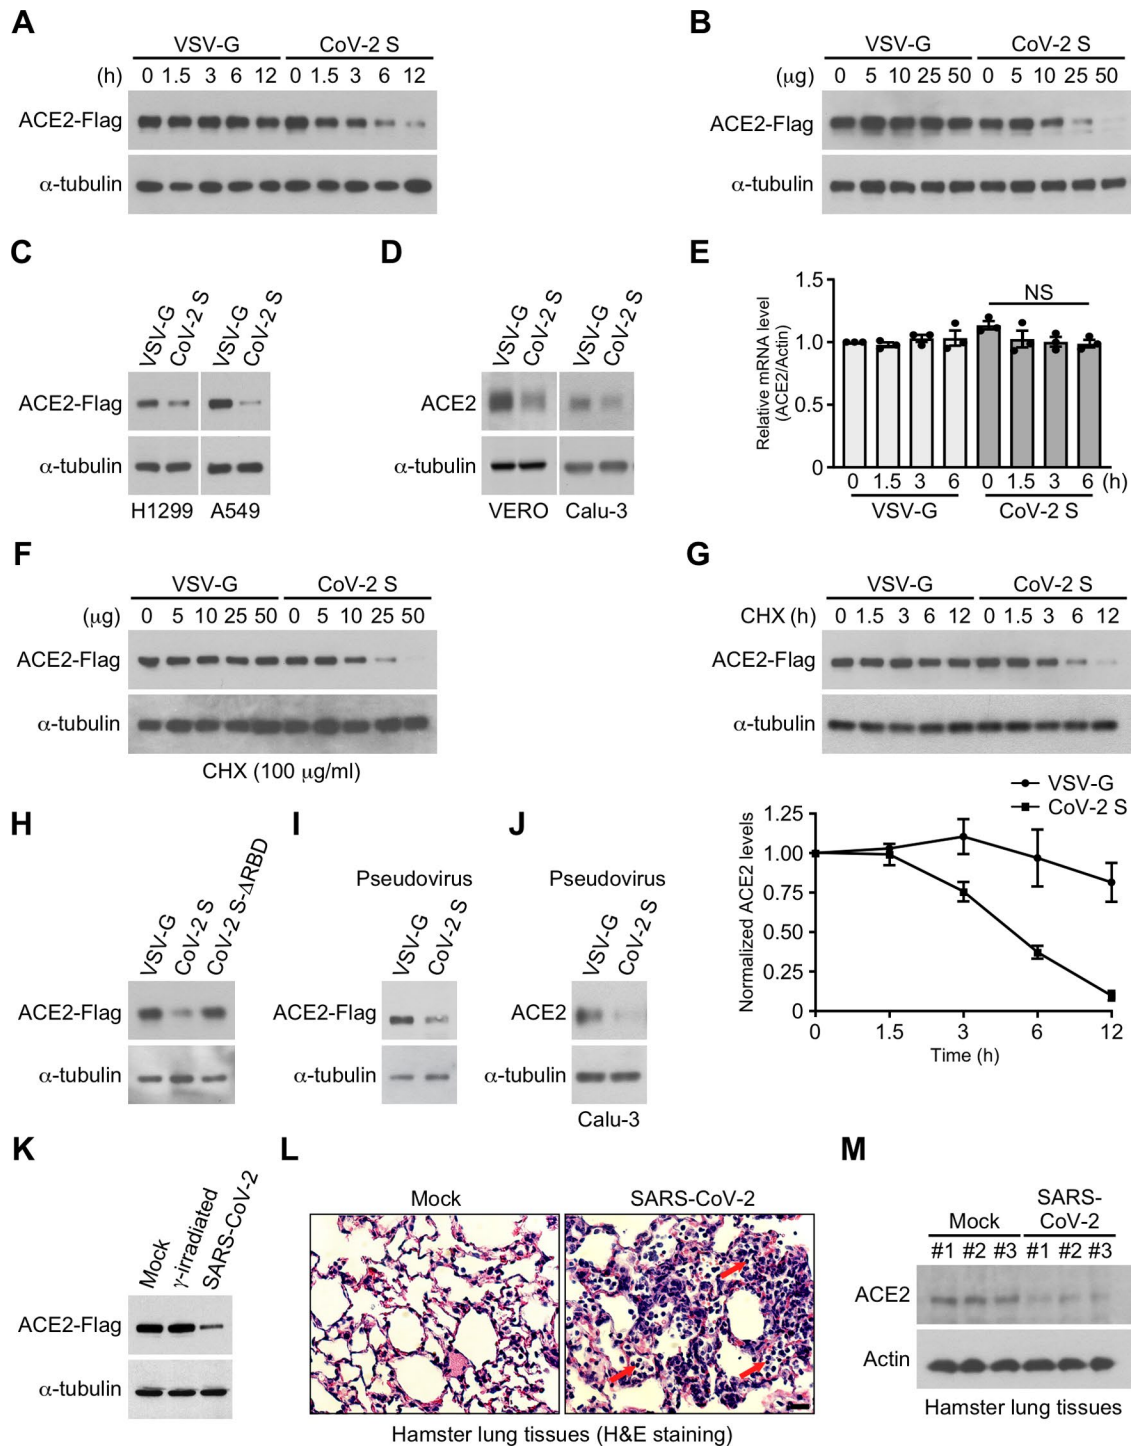 A
VSV-G CoV-2 S
(h) 0 1.5 3 6 12 0 1.5 3 6 12
ACE2-Flag
α-tubulin
B
VSV-G CoV-2 S
(μg) 0 5 10 25 50 0 5 10 25 50
ACE2-Flag
α-tubulin
C
VSV-G CoV-2 S VSV-G CoV-2 S
ACE2-Flag
α-tubulin
H1299 A549
D
VSV-G CoV-2 S VSV-G CoV-2 S
ACE2
α-tubulin
VERO Calu-3
E
Relative mRNA level
(ACE2/Actin)
1.5
1.0
0.5
0
NS
0 1.5 3 6 0 1.5 3 6 (h)
VSV-G CoV-2 S
F
VSV-G CoV-2 S
(μg) 0 5 10 25 50 0 5 10 25 50
ACE2-Flag
α-tubulin
CHX (100 μg/ml)
G
VSV-G CoV-2 S
CHX (h) 0 1.5 3 6 12 0 1.5 3 6 12
ACE2-Flag
α-tubulin
VSV-G
CoV-2 S
Normalized ACE2 levels
1.25
1.00
0.75
0.50
0.25
0
0 1.5 3 6 12
Time (h)
H
VSV-G CoV-2 S CoV-2 S-ΔRBD
ACE2-Flag
α-tubulin
I
Pseudovirus
VSV-G CoV-2 S
ACE2-Flag
α-tubulin
J
Pseudovirus
VSV-G CoV-2 S
ACE2
α-tubulin
Calu-3
K
Mock γ-irradiated SARS-CoV-2
ACE2-Flag
α-tubulin
L
Mock SARS-CoV-2
Hamster lung tissues (H&E staining)
M
SARS-
Mock CoV-2
#1 #2 #3 #1 #2 #3
ACE2
Actin
Hamster lung tissues